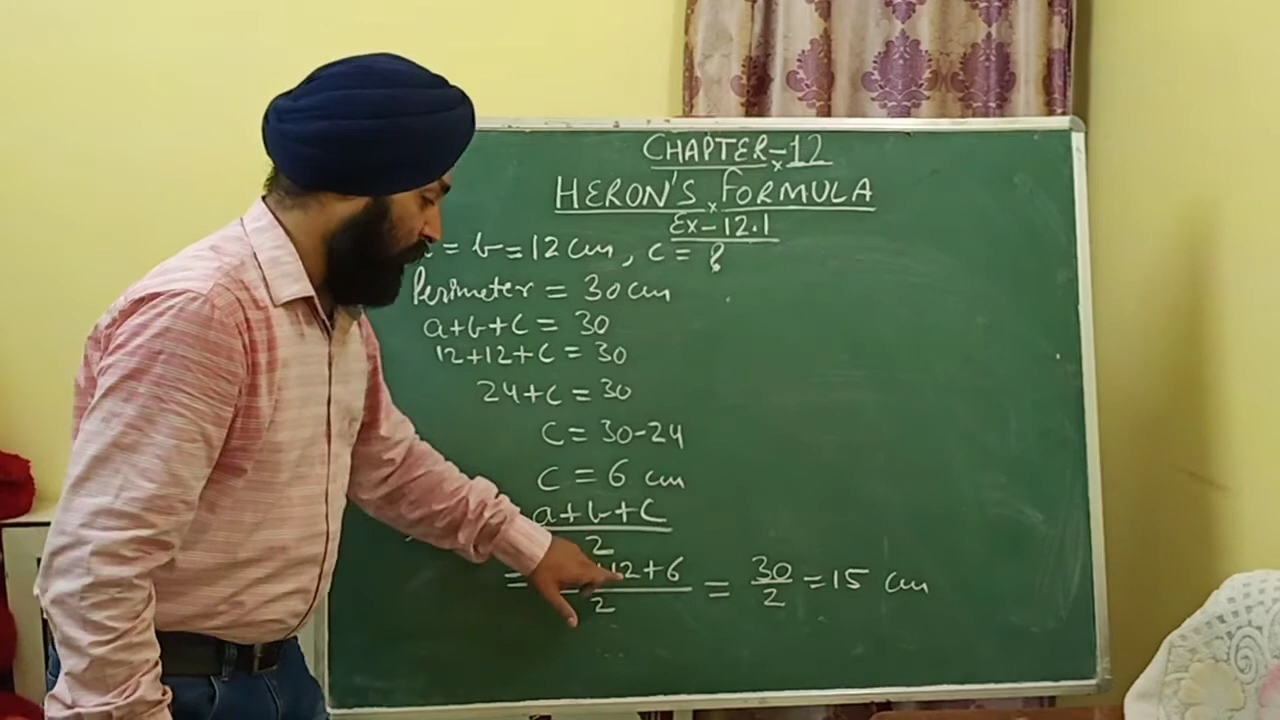 CHAPTER-12
HERON'S FORMULA
Ex-12.1
= b = 12 cm, c = ?
Perimeter = 30 cm
a+b+c = 30
12+12+c = 30
24+c = 30
c = 30-24
c = 6 cm
a+b+c
2
= 12+6 = 30/2 = 15 cm
2